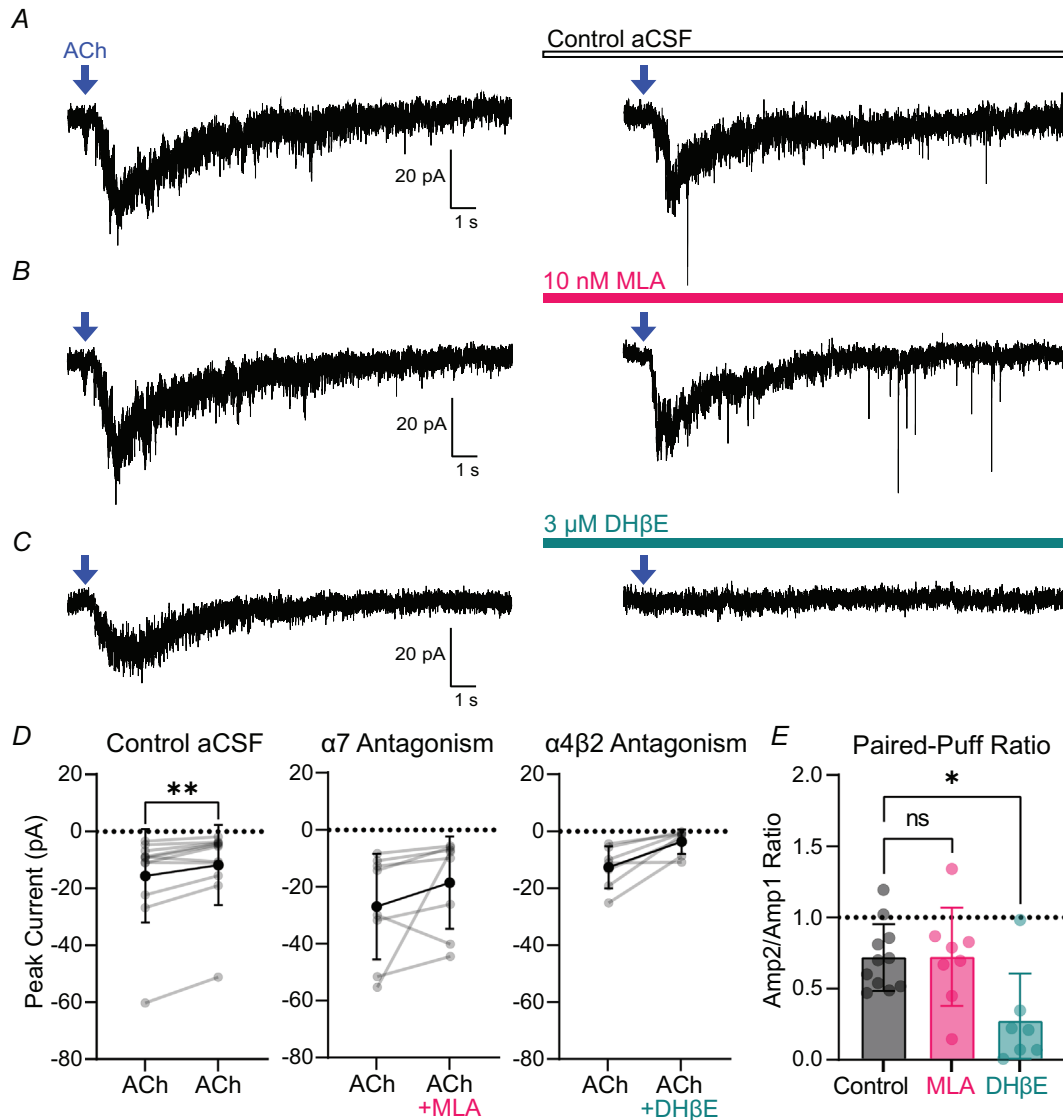 A
ACh
Control aCSF
20 pA
1 s
B
10 nM MLA
20 pA
1 s
C
3 µM DHβE
20 pA
1 s
D
Control aCSF
α7 Antagonism
α4β2 Antagonism
E
Paired-Puff Ratio
Peak Current (pA)
20
0
-20
-40
-60
-80
**
ACh
ACh
20
0
-20
-40
-60
-80
ACh
ACh
+MLA
20
0
-20
-40
-60
-80
ACh
ACh
+DHβE
Amp2/Amp1 Ratio
2.0
1.5
1.0
0.5
0.0
*
ns
Control
MLA
DHβE